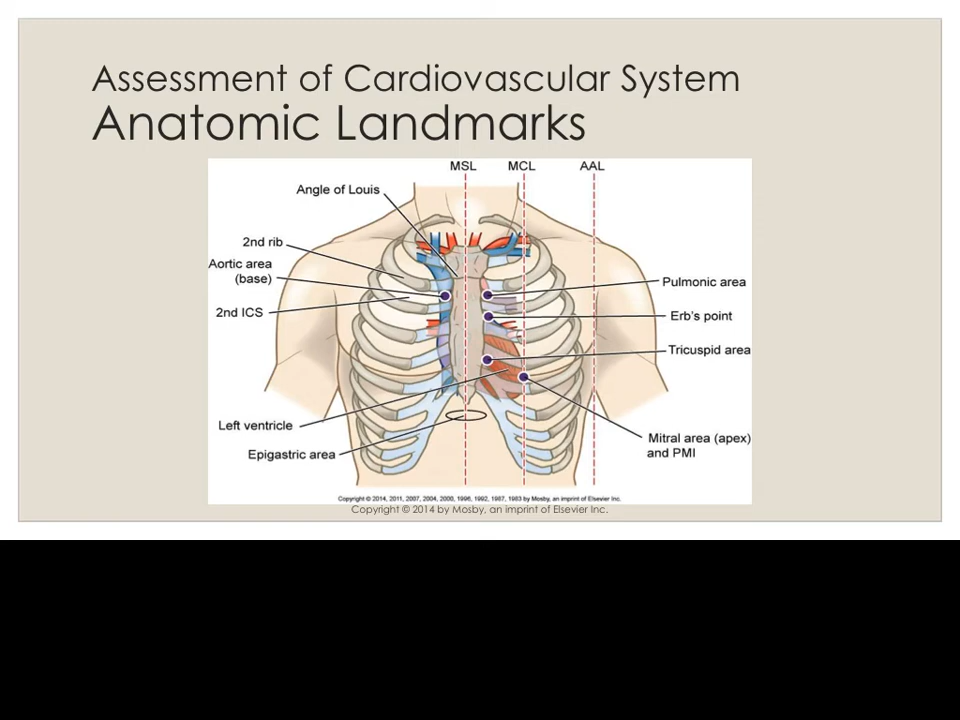 Assessment of Cardiovascular System
Anatomic Landmarks
MSL
MCL
AAL
Angle of Louis
2nd rib
Aortic area
(base)
2nd ICS
Pulmonic area
Erb's point
Tricuspid area
Left ventricle
Epigastric area
Mitral area (apex)
and PMI
Copyright © 2014, 2011, 2007, 2004, 2000, 1996, 1992, 1987, 1983 by Mosby, an imprint of Elsevier Inc.
Copyright © 2014 by Mosby, an imprint of Elsevier Inc.